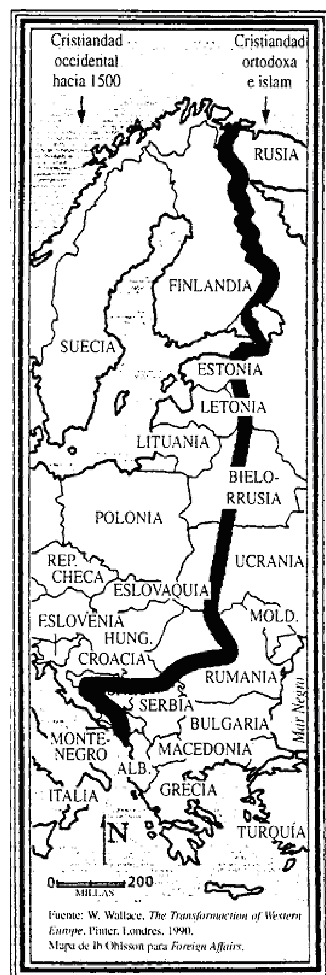 Cristiandad
occidental
hacia 1500
Cristiandad
ortodoxa
e islam
RUSIA
FINLANDIA
SUECIA
ESTONIA
LETONIA
LITUANIA
BIELO-
RRUSIA
POLONIA
UCRANIA
REP.
CHECA
ESLOVAQUIA
ESLOVENIA
HUNG.
MOLD.
CROACIA
RUMANIA
SERBIA
Mar Negro
BULGARIA
MONTE-
NEGRO
MACEDONIA
ALB.
ITALIA
GRECIA
TURQUÍA
N
0 200
MILLAS
Fuente: W. Wallace, The Transformaction of Western
Europe, Pinter, Londres, 1990.
Mapa de Ib Ohlsson para Foreign Affairs.